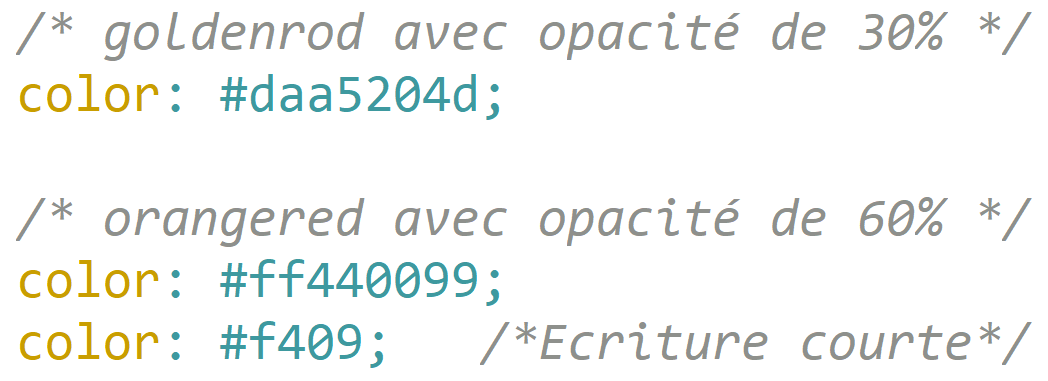 /* goldenrod avec opacité de 30% */
color: #daa5204d;
/* orangered avec opacité de 60% */
color: #ff440099;
color: #f409; /*Ecriture courte*/